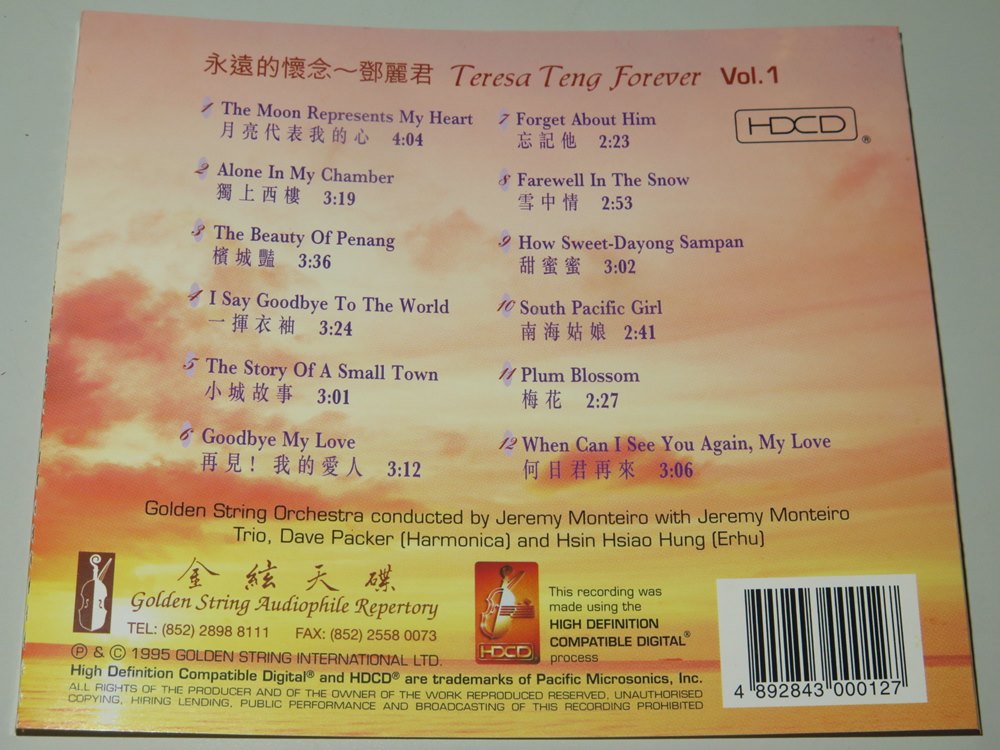 永遠的懷念～鄧麗君 Teresa Teng Forever Vol.1
HDCD®
1 The Moon Represents My Heart
月亮代表我的心 4:04
2 Alone In My Chamber
獨上西樓 3:19
3 The Beauty Of Penang
檳城豔 3:36
4 I Say Goodbye To The World
一揮衣袖 3:24
5 The Story Of A Small Town
小城故事 3:01
6 Goodbye My Love
再見！我的愛人 3:12
7 Forget About Him
忘記他 2:23
8 Farewell In The Snow
雪中情 2:53
9 How Sweet-Dayong Sampan
甜蜜蜜 3:02
10 South Pacific Girl
南海姑娘 2:41
11 Plum Blossom
梅花 2:27
12 When Can I See You Again, My Love
何日君再來 3:06
Golden String Orchestra conducted by Jeremy Monteiro with Jeremy Monteiro
Trio, Dave Packer (Harmonica) and Hsin Hsiao Hung (Erhu)
金絃天碟
Golden String Audiophile Repertory
TEL: (852) 2898 8111 FAX: (852) 2558 0073
HDCD
This recording was
made using the
HIGH DEFINITION
COMPATIBLE DIGITAL®
process
4 892843 000127
Ⓟ & © 1995 GOLDEN STRING INTERNATIONAL LTD.
High Definition Compatible Digital® and HDCD® are trademarks of Pacific Microsonics, Inc.
ALL RIGHTS OF THE PRODUCER AND OF THE OWNER OF THE WORK REPRODUCED RESERVED, UNAUTHORISED
COPYING, HIRING LENDING, PUBLIC PERFORMANCE AND BROADCASTING OF THIS RECORDING PROHIBITED